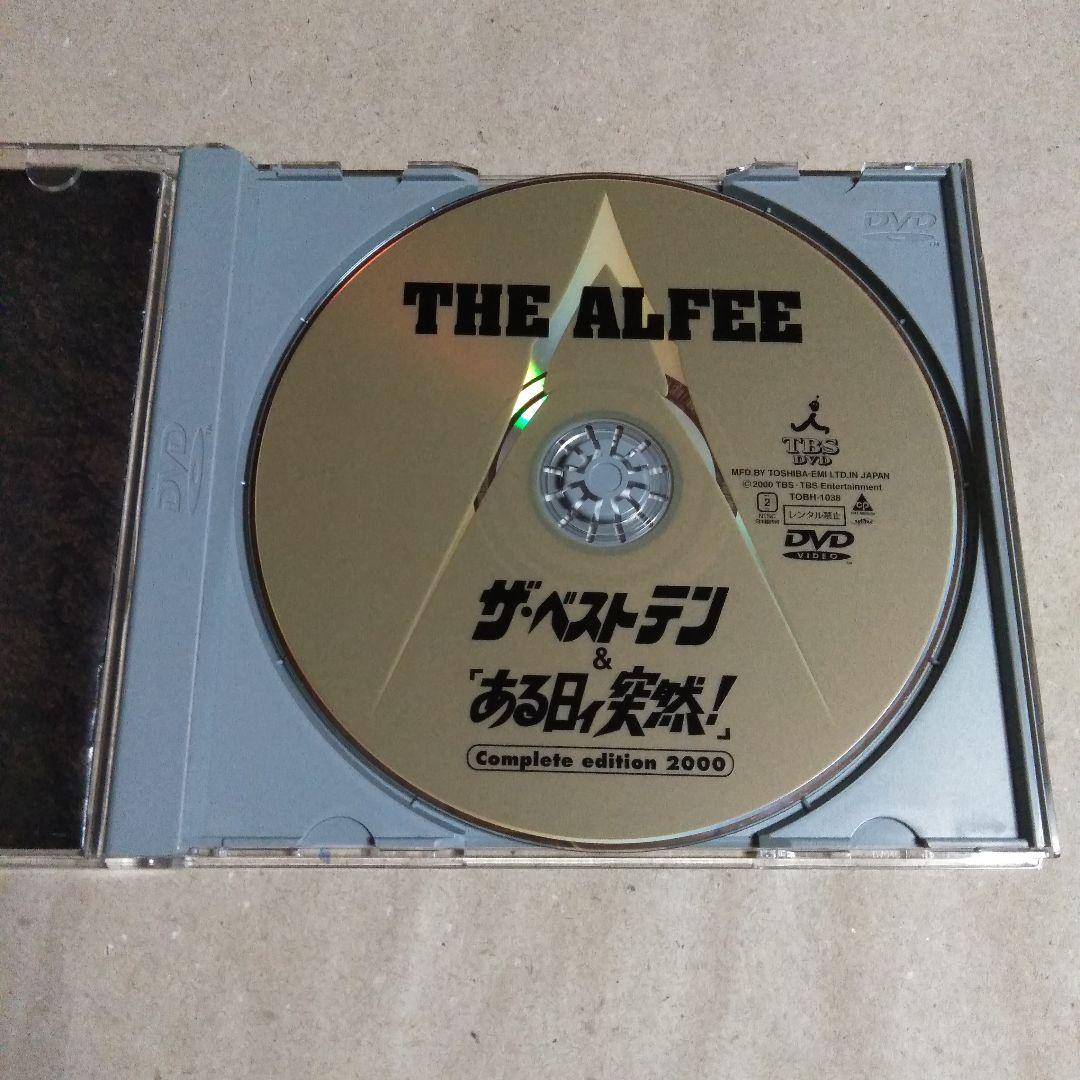 THE ALFEE
TBS
DVD
MFD.BY TOSHIBA-EMI LTD.IN JAPAN
©2000 TBS・TBS Entertainment
TOBH-1038
2
NTSC
レンタル禁止
DVD
VIDEO
ザ・ベストテン
&
「ある日ィ突然!」
Complete edition 2000
DVD
DVD